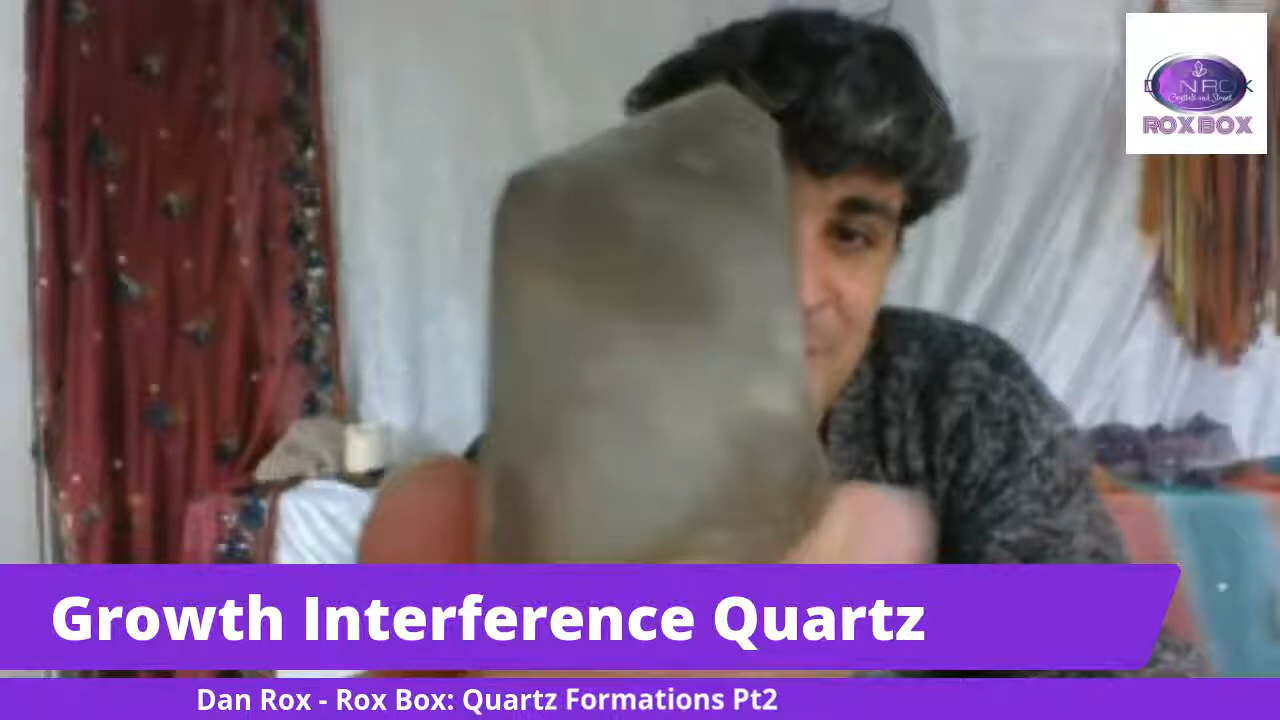 ROX BOX
Growth Interference Quartz
Dan Rox - Rox Box: Quartz Formations Pt2